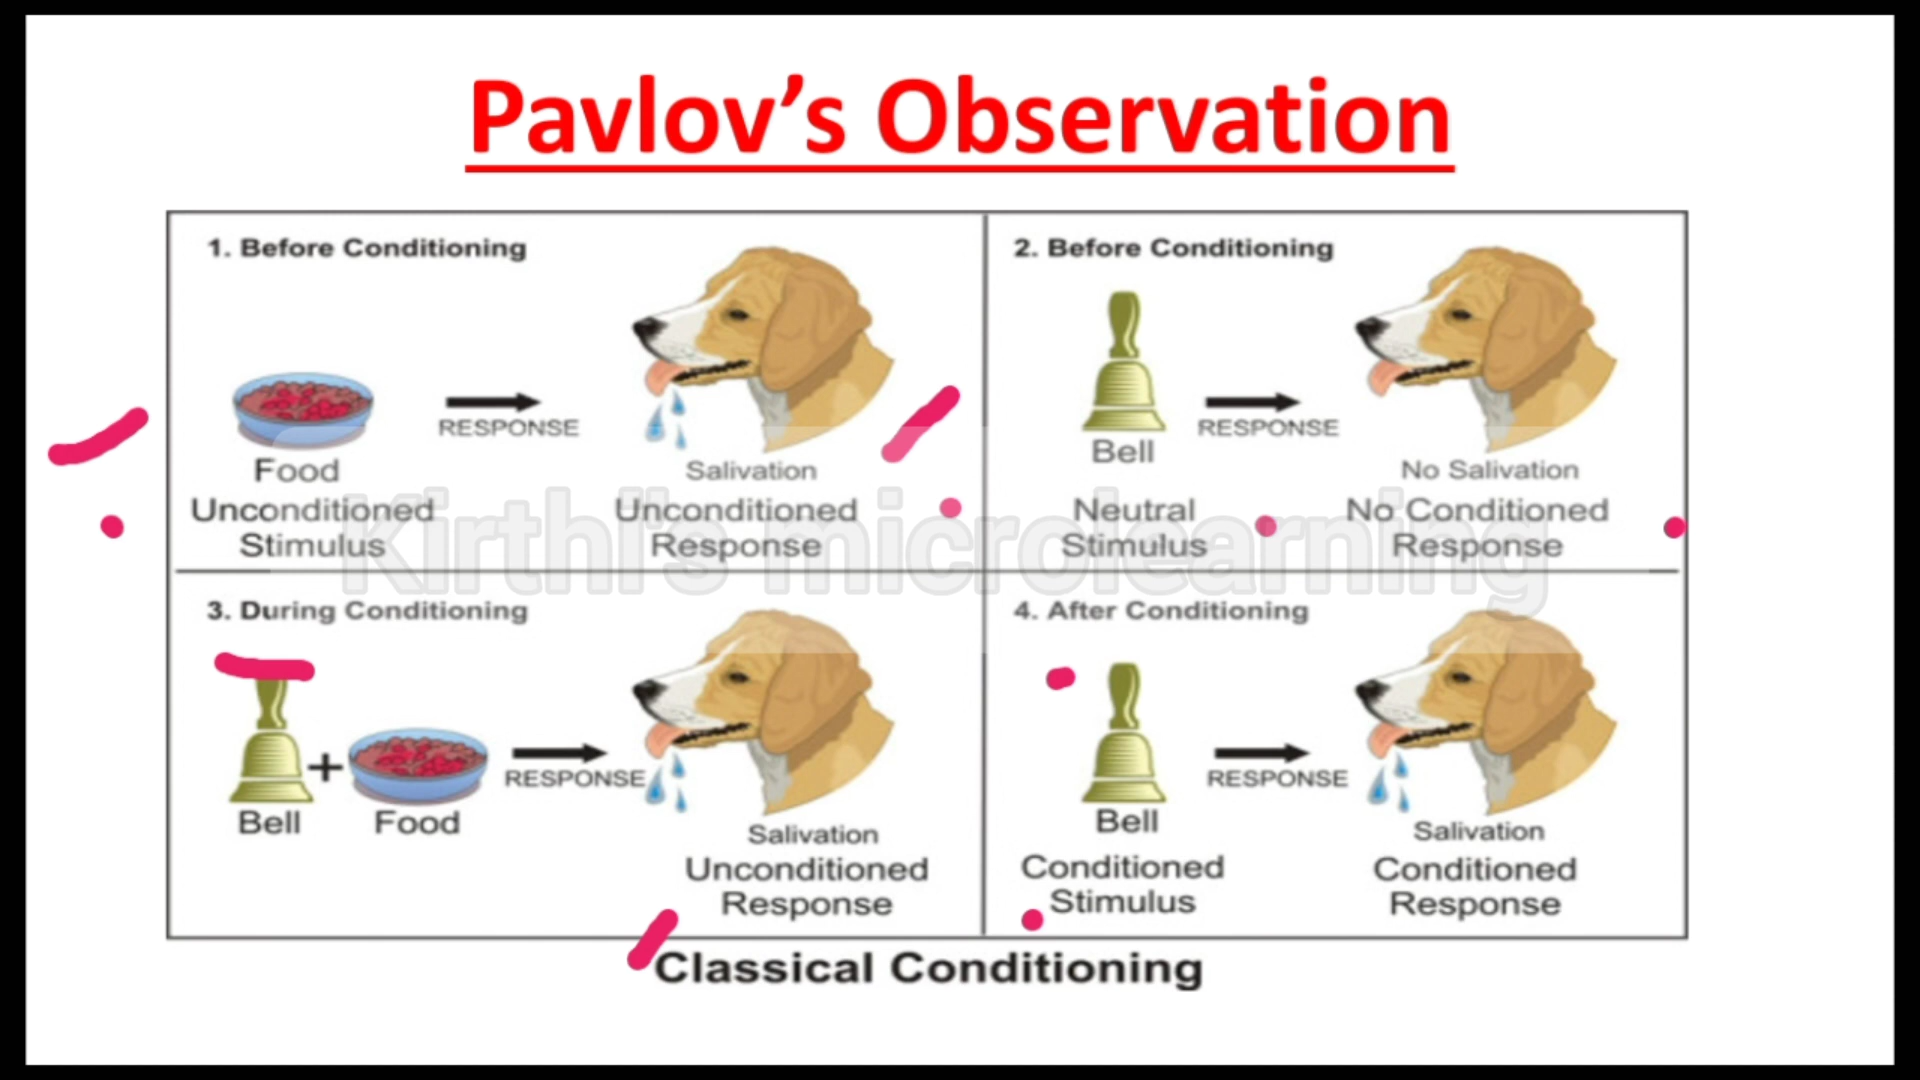 Pavlov’s Observation
1. Before Conditioning
RESPONSE
Food
Salivation
Unconditioned
Stimulus
Unconditioned
Response
2. Before Conditioning
RESPONSE
Bell
No Salivation
Neutral
Stimulus
No Conditioned
Response
Kirthi's microlearning
3. During Conditioning
+
RESPONSE
Bell
Food
Salivation
Unconditioned
Response
4. After Conditioning
RESPONSE
Bell
Salivation
Conditioned
Stimulus
Conditioned
Response
Classical Conditioning